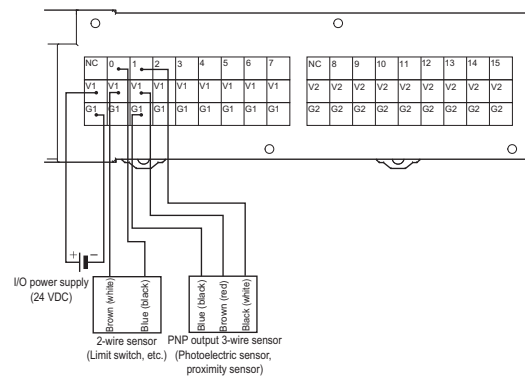 NC 0 1 2 3 4 5 6 7 NC 8 9 10 11 12 13 14 15
V1 V1 V1 V1 V1 V1 V1 V1 V1 V2 V2 V2 V2 V2 V2 V2 V2 V2
G1 G1 G1 G1 G1 G1 G1 G1 G1 G2 G2 G2 G2 G2 G2 G2 G2 G2
+ −
I/O power supply
(24 VDC)
Brown (white)
Blue (black)
Blue (black)
Brown (red)
Black (white)
2-wire sensor
(Limit switch, etc.)
PNP output 3-wire sensor
(Photoelectric sensor,
proximity sensor)